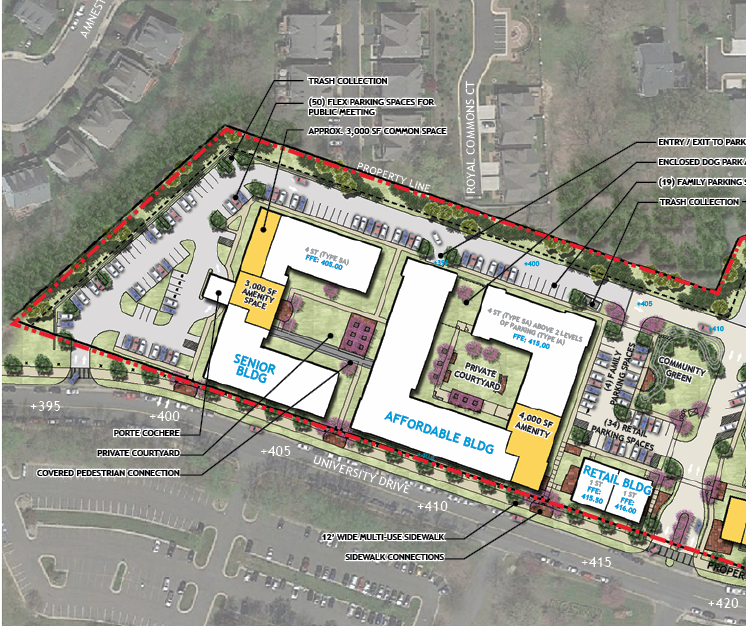 AMNEST
TRASH COLLECTION
(50) FLEX PARKING SPACES FOR
PUBLIC MEETING
APPROX. 3,000 SF COMMON SPACE
PROPERTY LINE
ROYAL COMMONS CT
ENTRY / EXIT TO PARK
ENCLOSED DOG PARK
(19) FAMILY PARKING S
TRASH COLLECTION
4 ST (TYPE 5A)
FFE: 408.00
+400
+405
+410
3,000 SF
AMENITY
SPACE
4 ST (TYPE 5A) ABOVE 2 LEVELS
OF PARKING (TYPE IA)
FFE: 415.00
SENIOR
BLDG
PRIVATE
COURTYARD
(4) FAMILY
PARKING SPACES
COMMUNITY
GREEN
AFFORDABLE BLDG
4,000 SF
AMENITY
(34) RETAIL
PARKING SPACES
RETAIL BLDG
1 ST
FFE:
415.50
1 ST
FFE:
416.00
+395
+400
PORTE COCHERE
PRIVATE COURTYARD
COVERED PEDESTRIAN CONNECTION
+405
UNIVERSITY DRIVE
+410
12' WIDE MULTI-USE SIDEWALK
SIDEWALK CONNECTIONS
+415
PROPER
+420